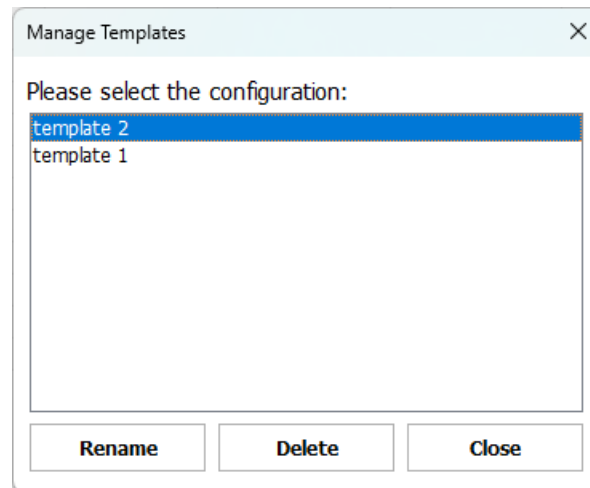 Manage Templates
Please select the configuration:
template 2
template 1
Rename Delete Close